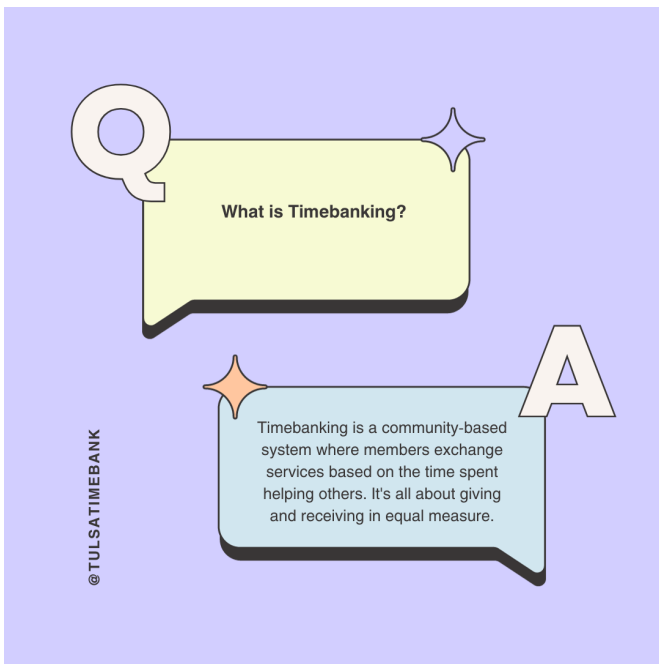 Q
What is Timebanking?
A
Timebanking is a community-based
system where members exchange
services based on the time spent
helping others. It's all about giving
and receiving in equal measure.
@TULSATIMEBANK